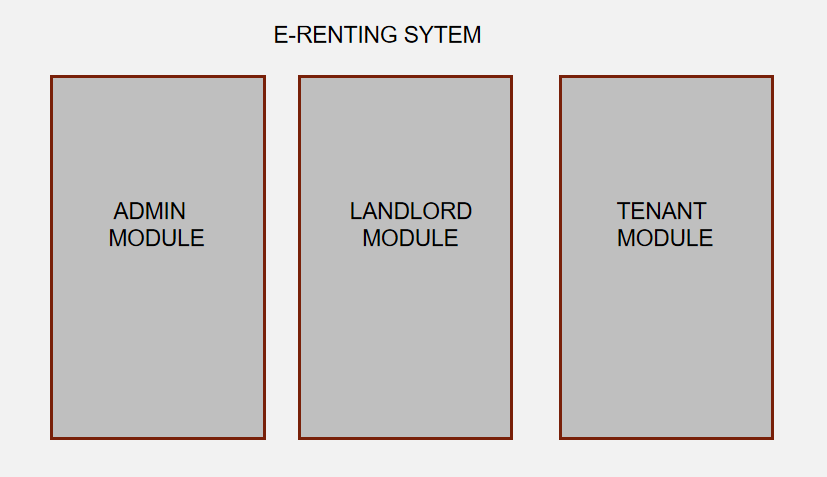 E-RENTING SYTEM
ADMIN
MODULE
LANDLORD
MODULE
TENANT
MODULE